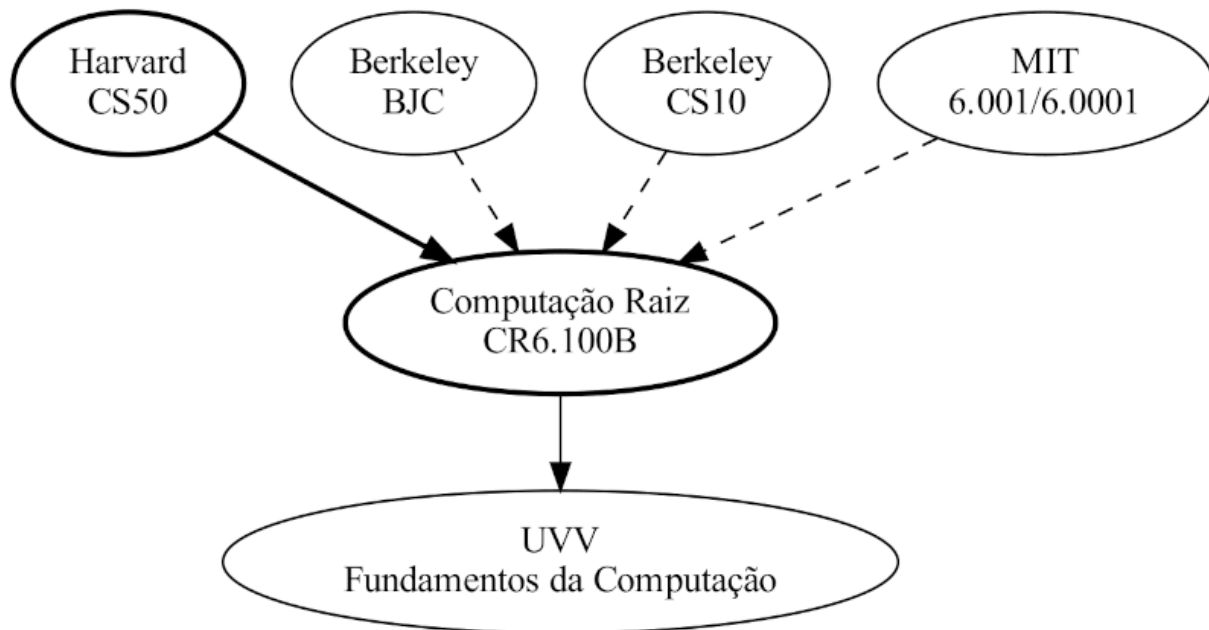 Harvard
CS50
Berkeley
BJC
Berkeley
CS10
MIT
6.001/6.0001
Computação Raiz
CR6.100B
UVV
Fundamentos da Computação